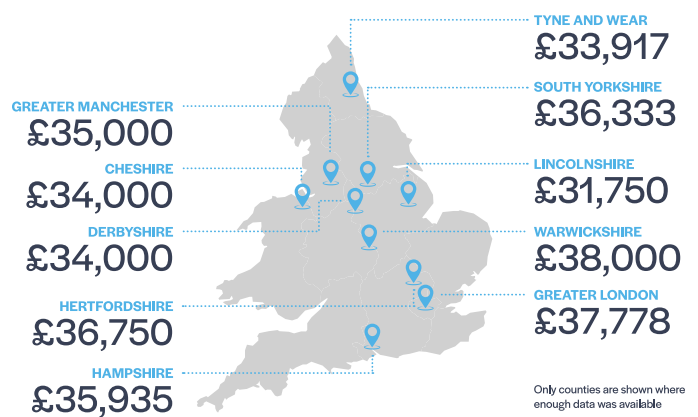 TYNE AND WEAR
£33,917
GREATER MANCHESTER
£35,000
SOUTH YORKSHIRE
£36,333
CHESHIRE
£34,000
LINCOLNSHIRE
£31,750
DERBYSHIRE
£34,000
WARWICKSHIRE
£38,000
HERTFORDSHIRE
£36,750
GREATER LONDON
£37,778
HAMPSHIRE
£35,935
Only counties are shown where
enough data was available